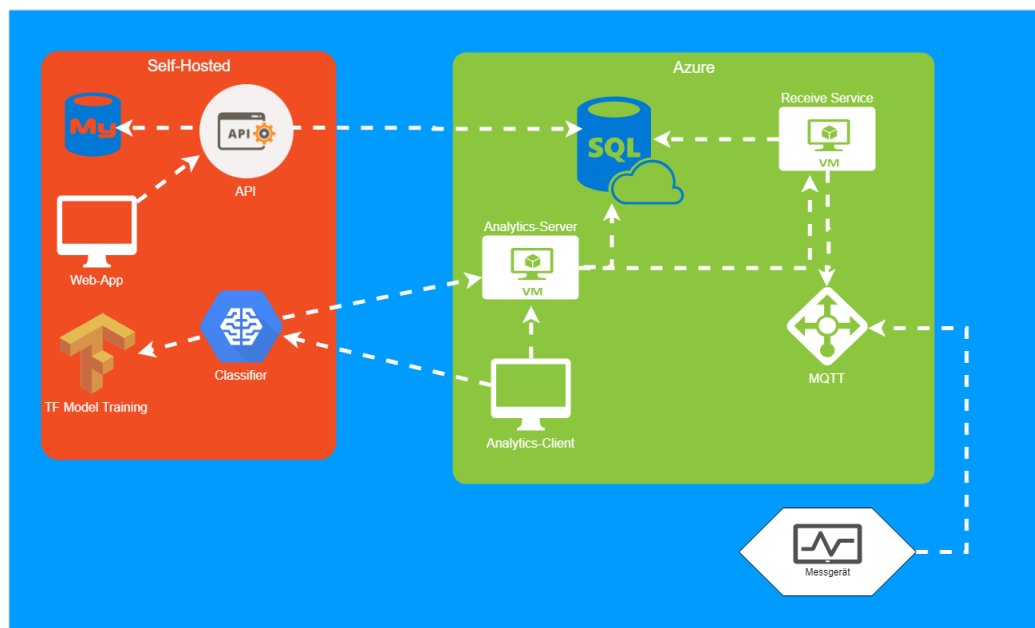 Self-Hosted
My
API
API
Web-App
Classifier
TF Model Training
Azure
SQL
Receive Service
VM
Analytics-Server
VM
Analytics-Client
MQTT
Messgerät